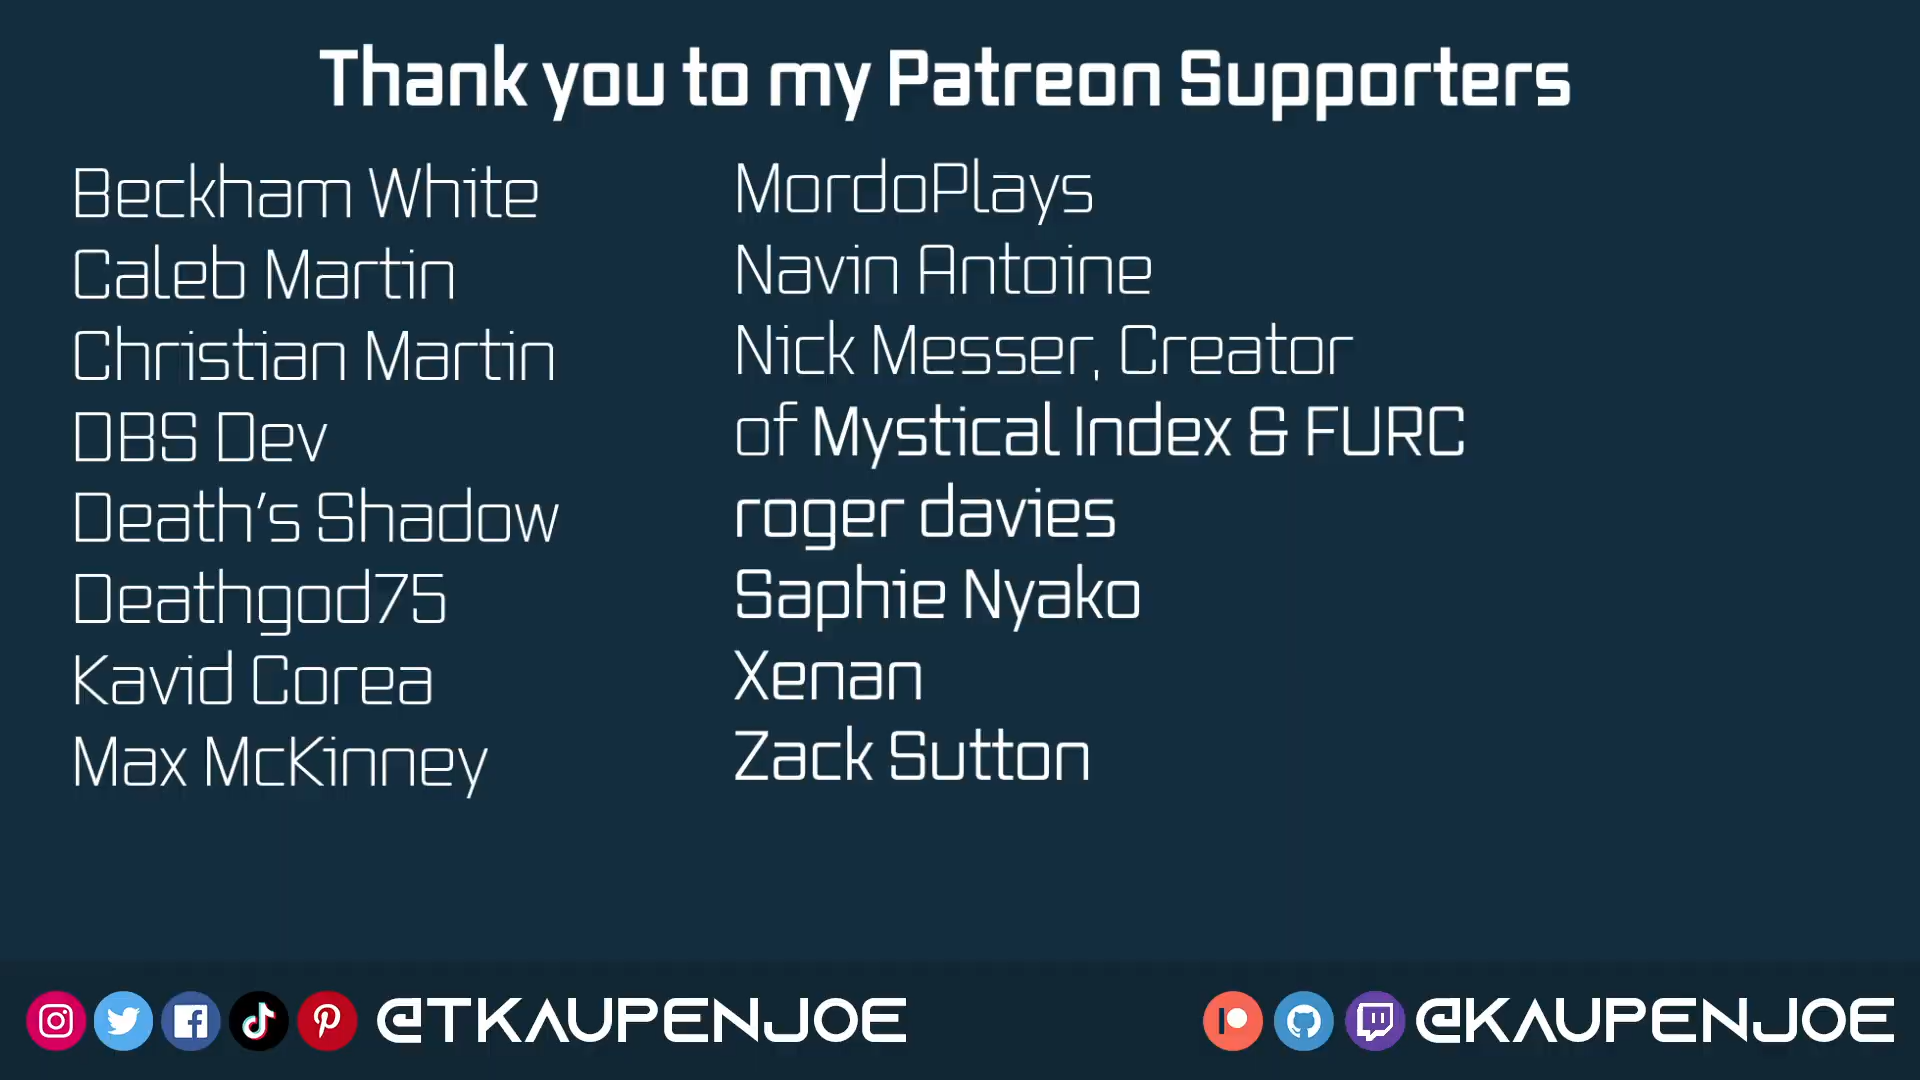 Thank you to my Patreon Supporters
Beckham White
Caleb Martin
Christian Martin
DBS Dev
Death's Shadow
Deathgod75
Kavid Corea
Max McKinney
MordoPlays
Navin Antoine
Nick Messer, Creator
of Mystical Index & FURC
roger davies
Saphie Nyako
Xenan
Zack Sutton
@TKAUPENJOE
@KAUPENJOE